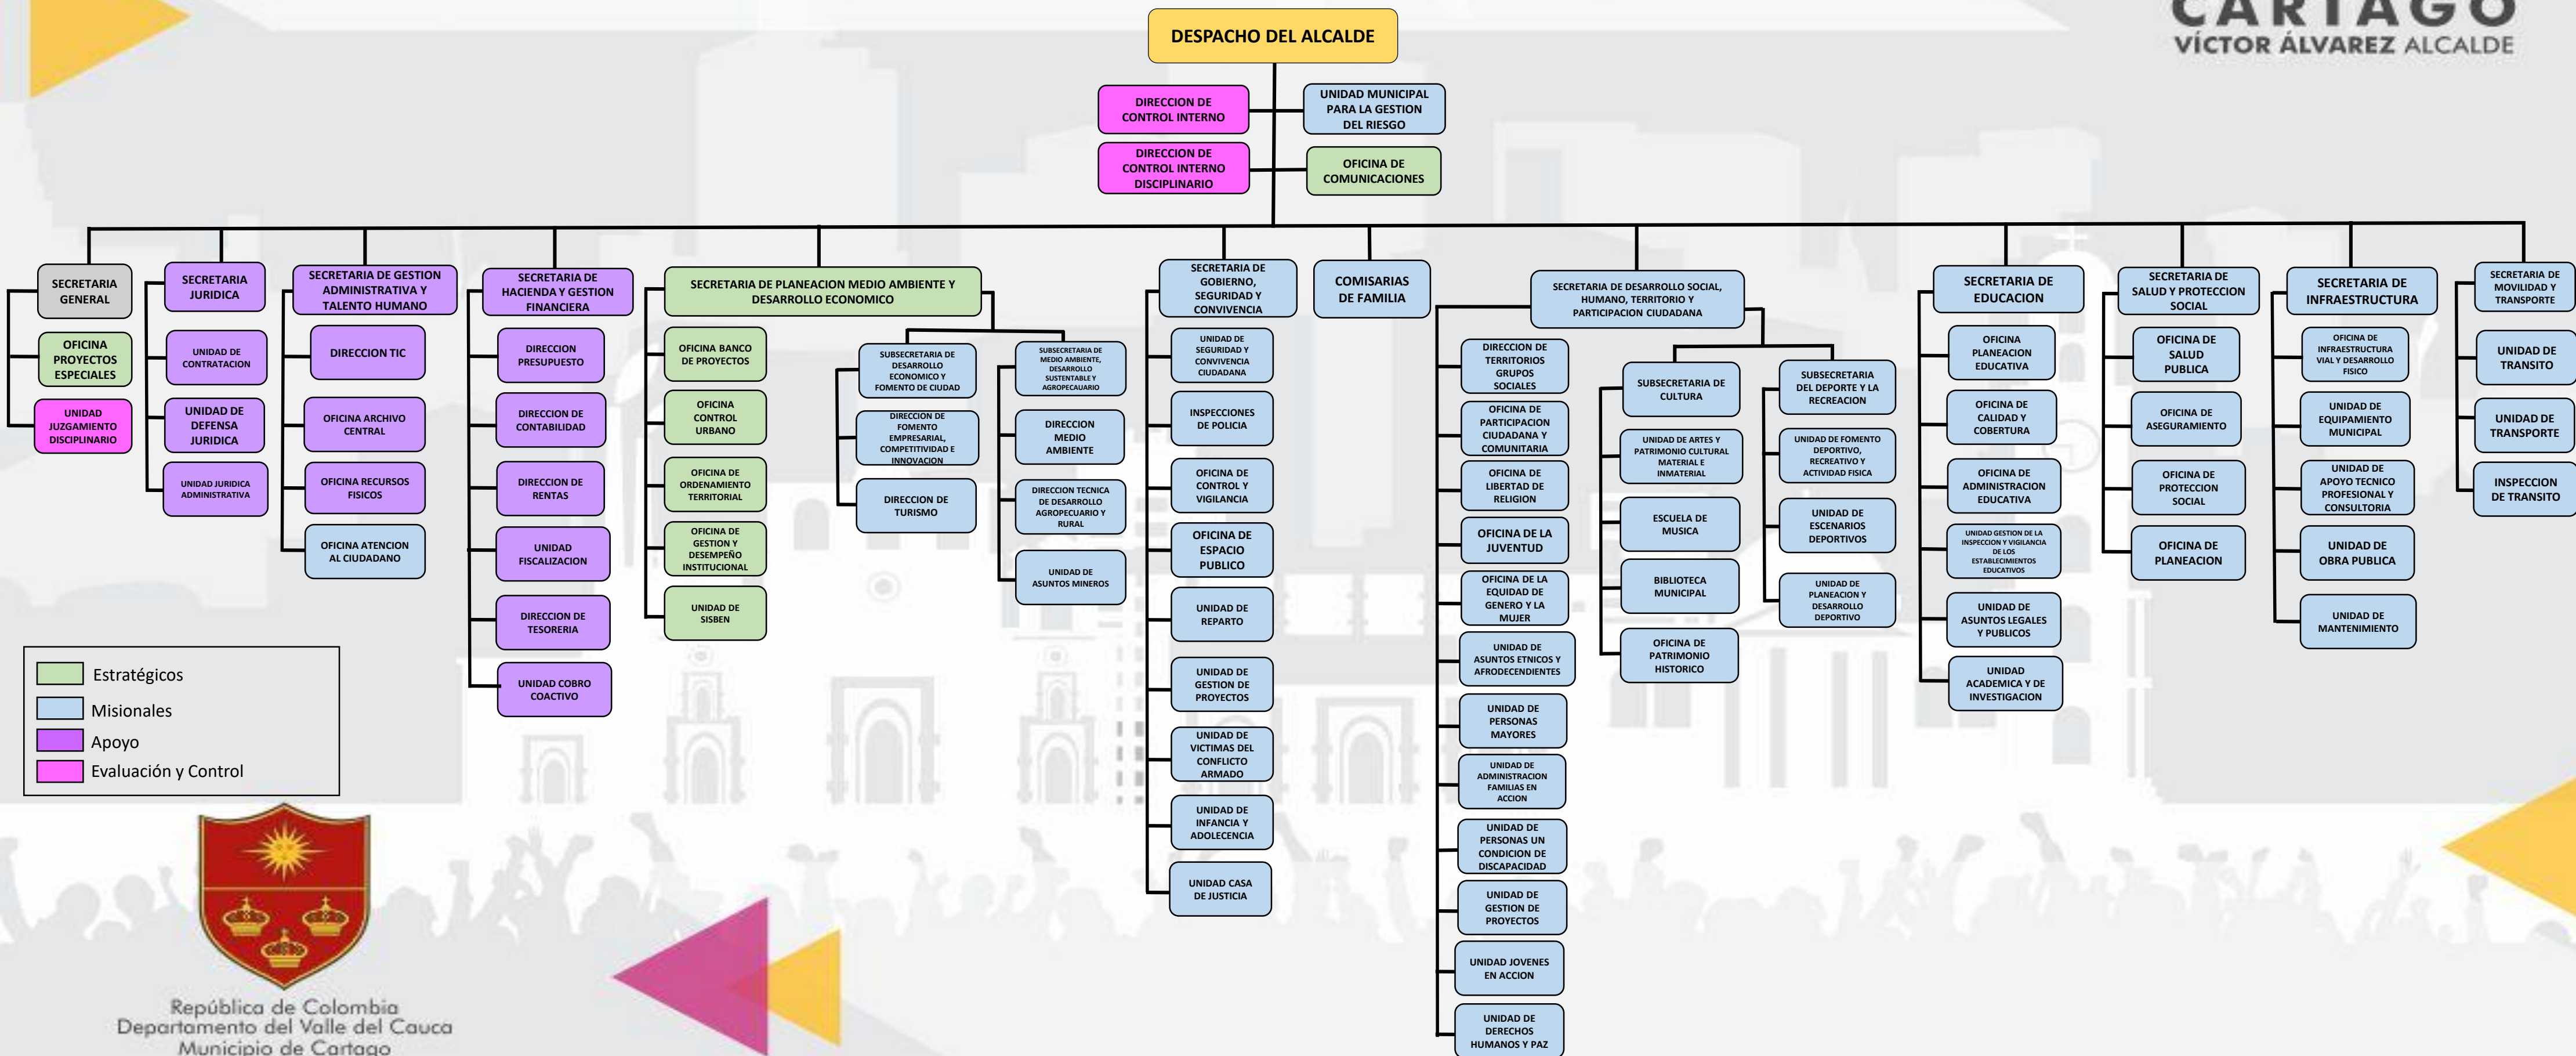 CARTAGO
VÍCTOR ÁLVAREZ ALCALDE
DESPACHO DEL ALCALDE
DIRECCION DE
CONTROL INTERNO
UNIDAD MUNICIPAL
PARA LA GESTION
DEL RIESGO
DIRECCION DE
CONTROL INTERNO
DISCIPLINARIO
OFICINA DE
COMUNICACIONES
SECRETARIA
GENERAL
OFICINA
PROYECTOS
ESPECIALES
UNIDAD
JUZGAMIENTO
DISCIPLINARIO
SECRETARIA
JURIDICA
UNIDAD DE
CONTRATACION
UNIDAD DE
DEFENSA
JURIDICA
UNIDAD JURIDICA
ADMINISTRATIVA
SECRETARIA DE GESTION
ADMINISTRATIVA Y
TALENTO HUMANO
DIRECCION TIC
OFICINA ARCHIVO
CENTRAL
OFICINA RECURSOS
FISICOS
OFICINA ATENCION
AL CIUDADANO
SECRETARIA DE
HACIENDA Y GESTION
FINANCIERA
DIRECCION
PRESUPUESTO
DIRECCION DE
CONTABILIDAD
DIRECCION DE
RENTAS
UNIDAD
FISCALIZACION
DIRECCION DE
TESORERIA
UNIDAD COBRO
COACTIVO
SECRETARIA DE PLANEACION MEDIO AMBIENTE Y
DESARROLLO ECONOMICO
OFICINA BANCO
DE PROYECTOS
OFICINA
CONTROL
URBANO
OFICINA DE
ORDENAMIENTO
TERRITORIAL
OFICINA DE
GESTION Y
DESEMPEÑO
INSTITUCIONAL
UNIDAD DE
SISBEN
SUBSECRETARIA DE
DESARROLLO
ECONOMICO Y
FOMENTO DE CIUDAD
DIRECCION DE
FOMENTO
EMPRESARIAL,
COMPETITIVIDAD E
INNOVACION
DIRECCION DE
TURISMO
SUBSECRETARIA DE
MEDIO AMBIENTE,
DESARROLLO
SUSTENTABLE Y
AGROPECAUARIO
DIRECCION
MEDIO
AMBIENTE
DIRECCION TECNICA
DE DESARROLLO
AGROPECUARIO Y
RURAL
UNIDAD DE
ASUNTOS MINEROS
SECRETARIA DE
GOBIERNO,
SEGURIDAD Y
CONVIVENCIA
UNIDAD DE
SEGURIDAD Y
CONVIVENCIA
CIUDADANA
INSPECCIONES
DE POLICIA
OFICINA DE
CONTROL Y
VIGILANCIA
OFICINA DE
ESPACIO
PUBLICO
UNIDAD DE
REPARTO
UNIDAD DE
GESTION DE
PROYECTOS
UNIDAD DE
VICTIMAS DEL
CONFLICTO
ARMADO
UNIDAD DE
INFANCIA Y
ADOLECENCIA
UNIDAD CASA
DE JUSTICIA
COMISARIAS
DE FAMILIA
SECRETARIA DE DESARROLLO SOCIAL,
HUMANO, TERRITORIO Y
PARTICIPACION CIUDADANA
DIRECCION DE
TERRITORIOS
GRUPOS
SOCIALES
OFICINA DE
PARTICIPACION
CIUDADANA Y
COMUNITARIA
OFICINA DE
LIBERTAD DE
RELIGION
OFICINA DE LA
JUVENTUD
OFICINA DE LA
EQUIDAD DE
GENERO Y LA
MUJER
UNIDAD DE
ASUNTOS ETNICOS Y
AFRODECENDIENTES
UNIDAD DE
PERSONAS
MAYORES
UNIDAD DE
ADMINISTRACION
FAMILIAS EN
ACCION
UNIDAD DE
PERSONAS UN
CONDICION DE
DISCAPACIDAD
UNIDAD DE
GESTION DE
PROYECTOS
UNIDAD JOVENES
EN ACCION
UNIDAD DE
DERECHOS
HUMANOS Y PAZ
SUBSECRETARIA DE
CULTURA
UNIDAD DE ARTES Y
PATRIMONIO CULTURAL
MATERIAL E
INMATERIAL
ESCUELA DE
MUSICA
BIBLIOTECA
MUNICIPAL
OFICINA DE
PATRIMONIO
HISTORICO
SUBSECRETARIA
DEL DEPORTE Y LA
RECREACION
UNIDAD DE FOMENTO
DEPORTIVO,
RECREATIVO Y
ACTIVIDAD FISICA
UNIDAD DE
ESCENARIOS
DEPORTIVOS
UNIDAD DE
PLANEACION Y
DESARROLLO
DEPORTIVO
SECRETARIA DE
EDUCACION
OFICINA
PLANEACION
EDUCATIVA
OFICINA DE
CALIDAD Y
COBERTURA
OFICINA DE
ADMINISTRACION
EDUCATIVA
UNIDAD GESTION DE LA
INSPECCION Y VIGILANCIA
DE LOS
ESTABLECIMIENTOS
EDUCATIVOS
UNIDAD DE
ASUNTOS LEGALES
Y PUBLICOS
UNIDAD
ACADEMICA Y DE
INVESTIGACION
SECRETARIA DE
SALUD Y PROTECCION
SOCIAL
OFICINA DE
SALUD
PUBLICA
OFICINA DE
ASEGURAMIENTO
OFICINA DE
PROTECCION
SOCIAL
OFICINA DE
PLANEACION
SECRETARIA DE
INFRAESTRUCTURA
OFICINA DE
INFRAESTRUCTURA
VIAL Y DESARROLLO
FISICO
UNIDAD DE
EQUIPAMIENTO
MUNICIPAL
UNIDAD DE
APOYO TECNICO
PROFESIONAL Y
CONSULTORIA
UNIDAD DE
OBRA PUBLICA
UNIDAD DE
MANTENIMIENTO
SECRETARIA DE
MOVILIDAD Y
TRANSPORTE
UNIDAD DE
TRANSITO
UNIDAD DE
TRANSPORTE
INSPECCION
DE TRANSITO
Estratégicos
Misionales
Apoyo
Evaluación y Control
República de Colombia
Departamento del Valle del Cauca
Municipio de Cartago